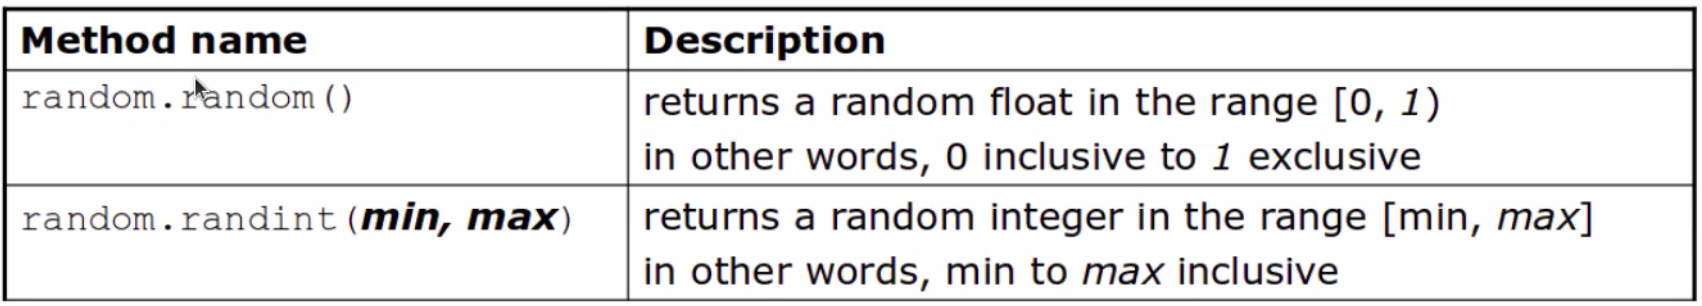 Method name
Description
random.random()
returns a random float in the range [0, 1)
in other words, 0 inclusive to 1 exclusive
random.randint(min, max)
returns a random integer in the range [min, max]
in other words, min to max inclusive